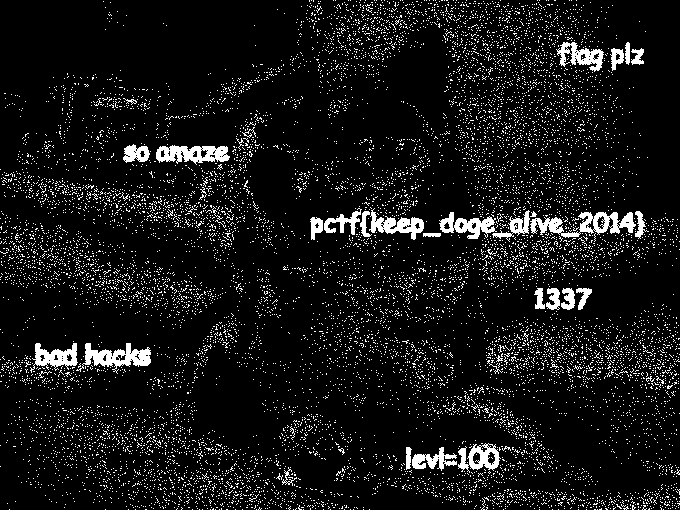 flag plz
so amaze
pctf{keep_doge_alive_2014}
1337
bad hacks
levl=100